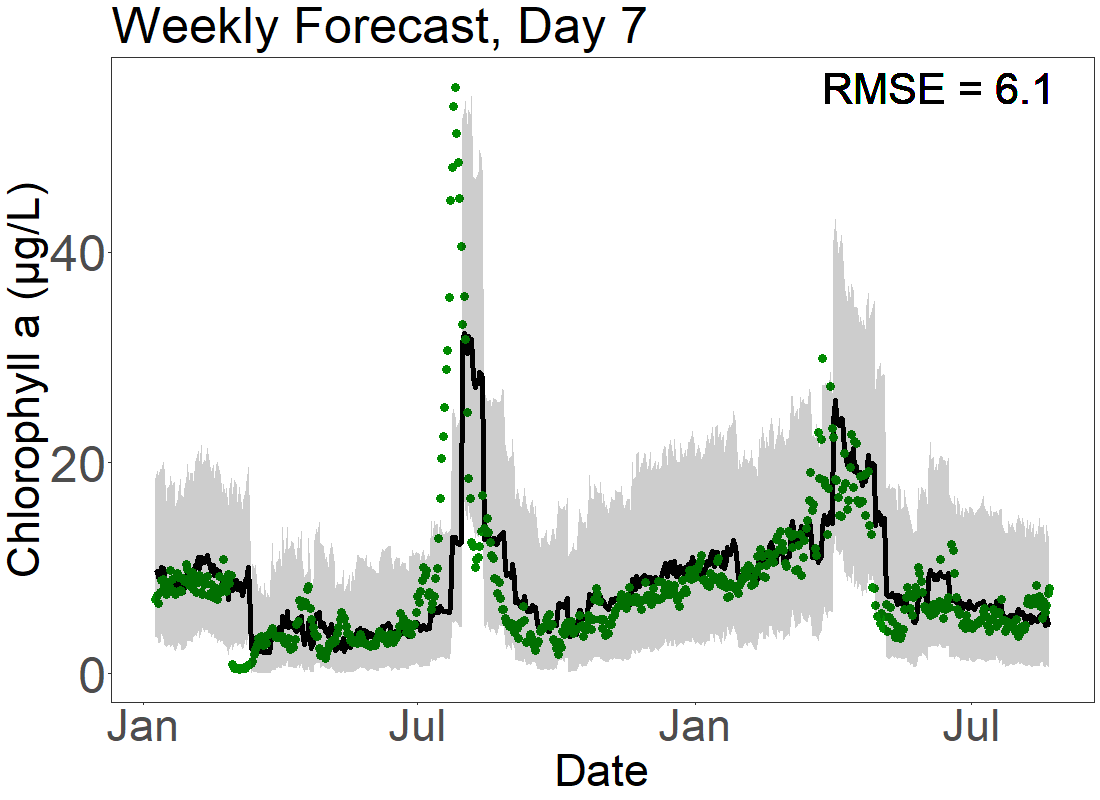 Weekly Forecast, Day 7
RMSE = 6.1
Chlorophyll a (μg/L)
40
20
0
Jan Jul Jan Jul
Date